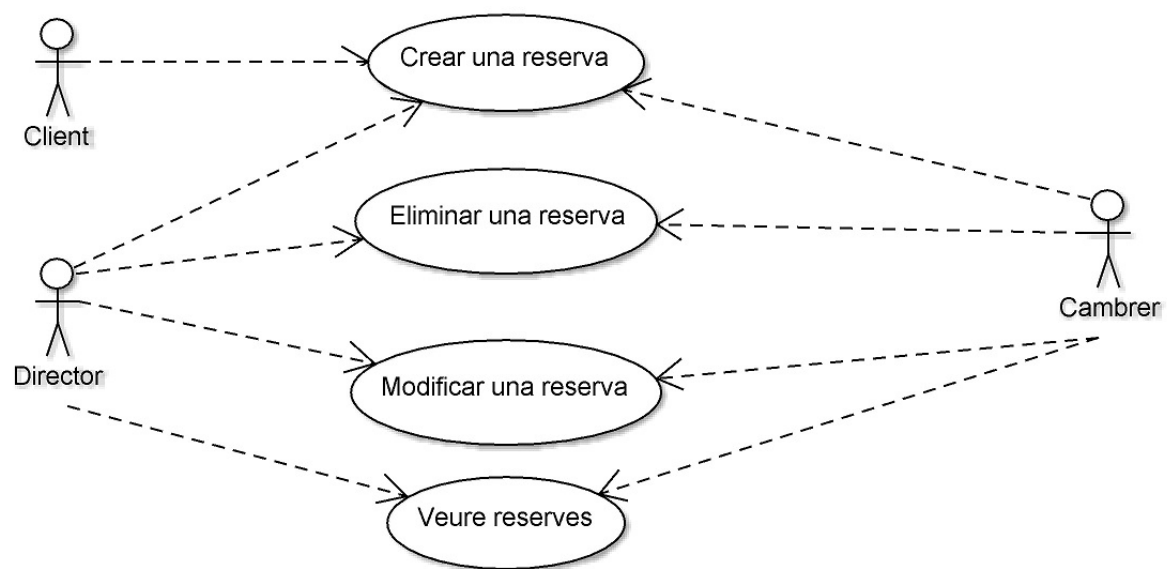 Crear una reserva
Client
Eliminar una reserva
Cambrer
Director
Modificar una reserva
Veure reserves